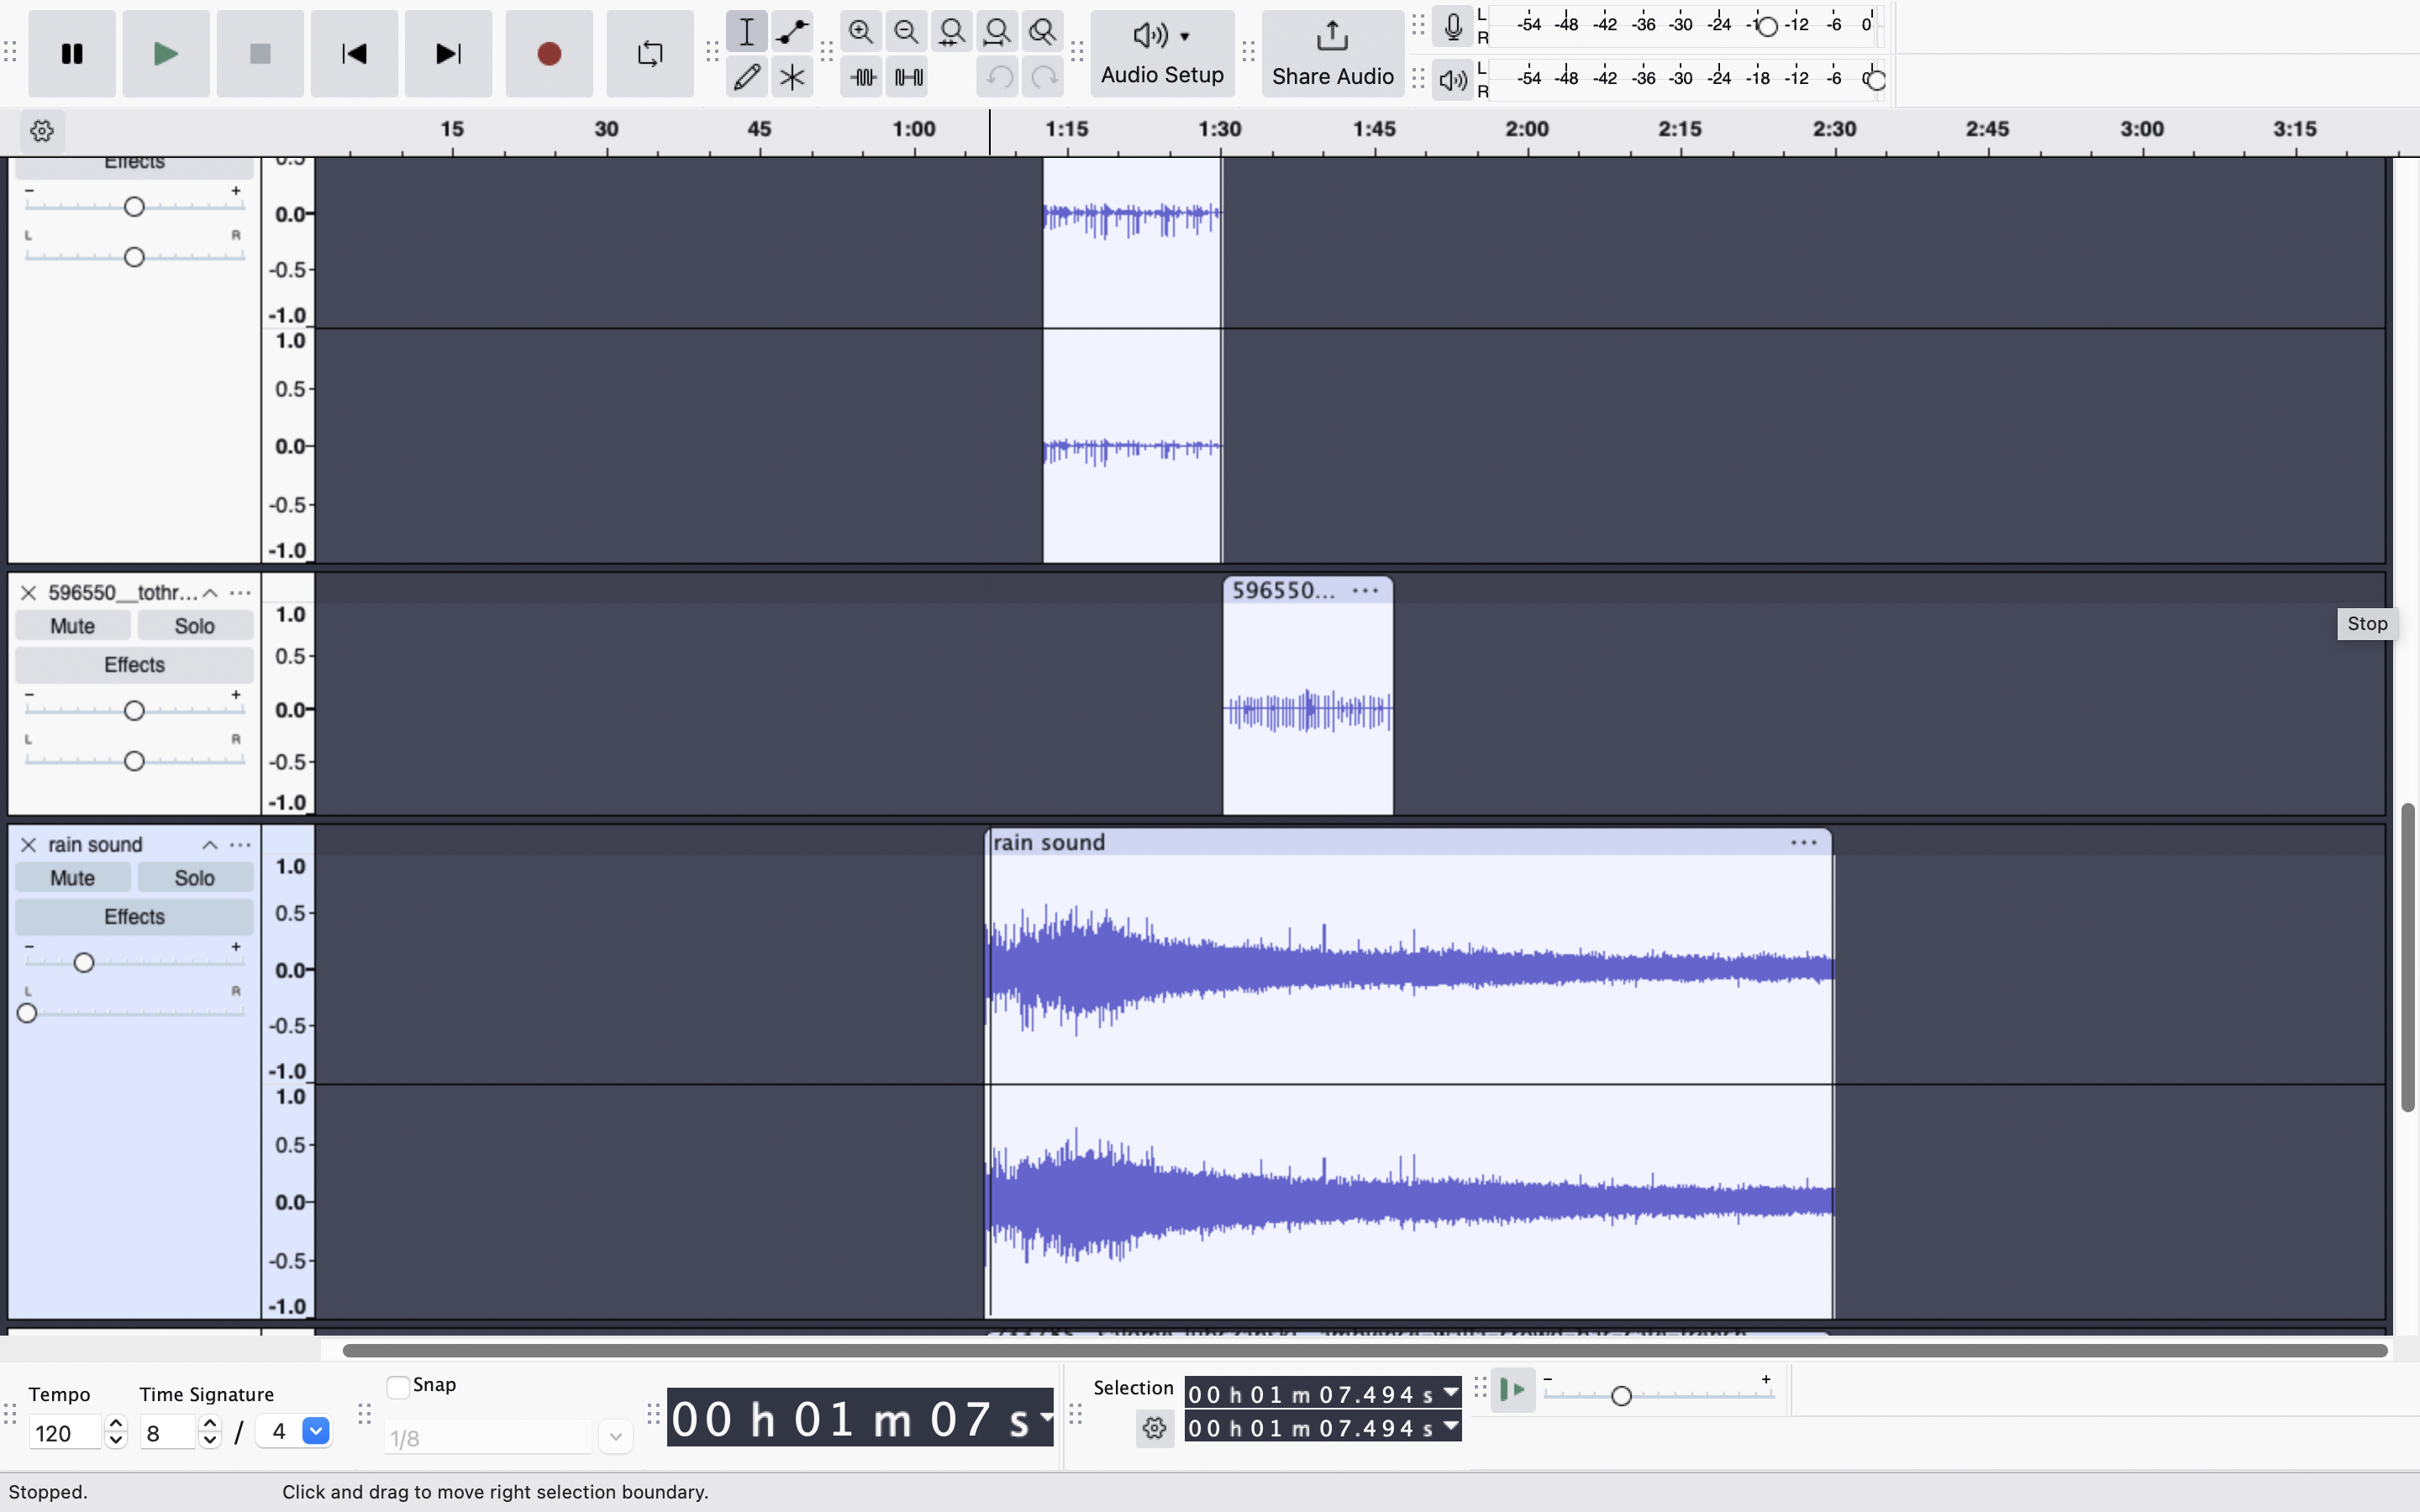 L -54 -48 -42 -36 -30 -24 -12 -6 0
R
Audio Setup
Share Audio
L -54 -48 -42 -36 -30 -24 -18 -12 -6
R
15 30 45 1:00 1:15 1:30 1:45 2:00 2:15 2:30 2:45 3:00 3:15
Effects
0.5
- +
0.0
L R
-0.5
-1.0
1.0
0.5
0.0
-0.5
-1.0
596550__tothr...
596550...
1.0
Mute Solo
Stop
0.5
Effects
- +
0.0
L R
-0.5
-1.0
rain sound
rain sound
1.0
Mute Solo
0.5
Effects
- +
0.0
L R
-0.5
-1.0
1.0
0.5
0.0
-0.5
-1.0
Tempo Time Signature
120 8 / 4
Snap
1/8
00 h 01 m 07 s
Selection
00 h 01 m 07.494 s
00 h 01 m 07.494 s
- +
Stopped. Click and drag to move right selection boundary.